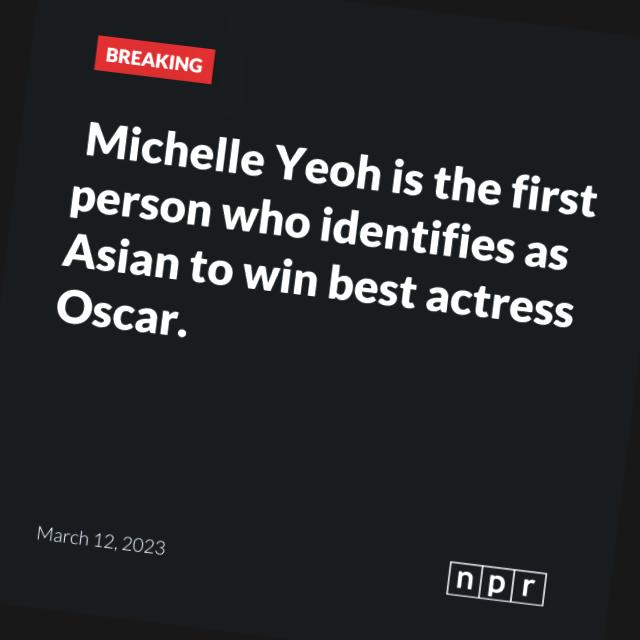 BREAKING
Michelle Yeoh is the first
person who identifies as
Asian to win best actress
Oscar.
March 12, 2023
npr